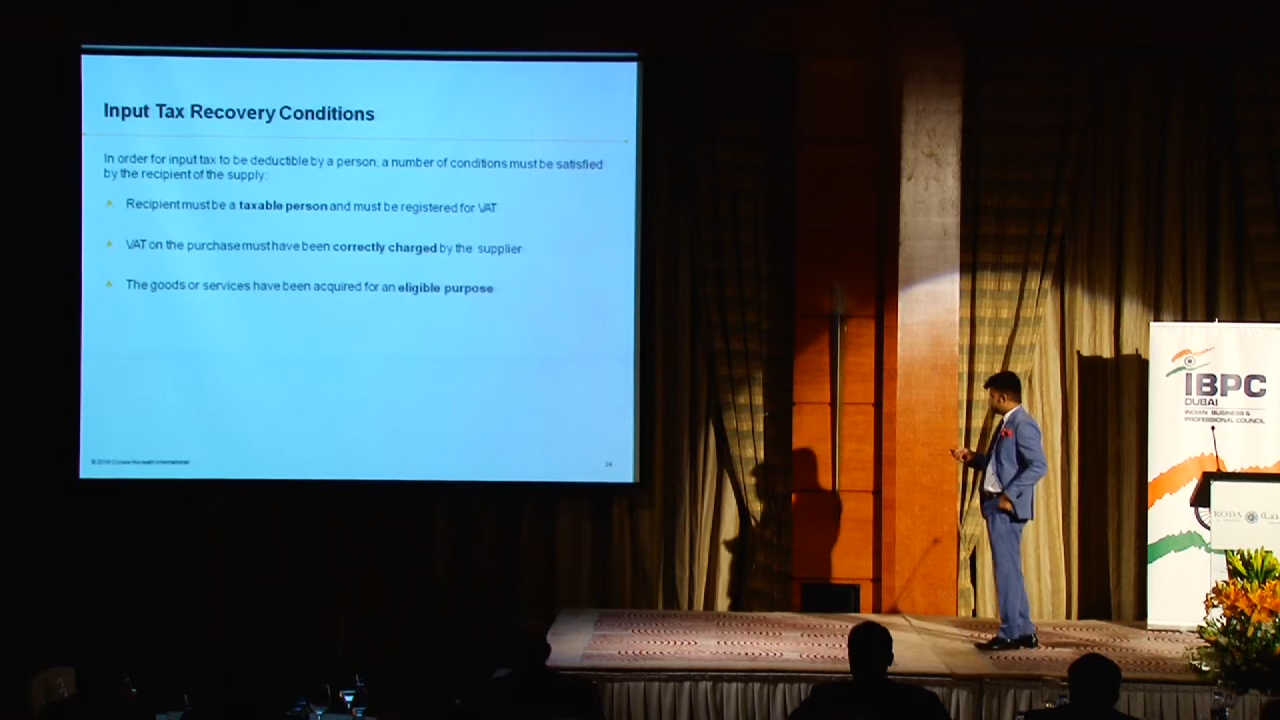 Input Tax Recovery Conditions
In order for input tax to be deductible by a person, a number of conditions must be satisfied
by the recipient of the supply:
Recipient must be a taxable person and must be registered for VAT
VAT on the purchase must have been correctly charged by the supplier
The goods or services have been acquired for an eligible purpose
24
IBPC
DUBAI
INDIAN BUSINESS &
PROFESSIONAL COUNCIL
RODA